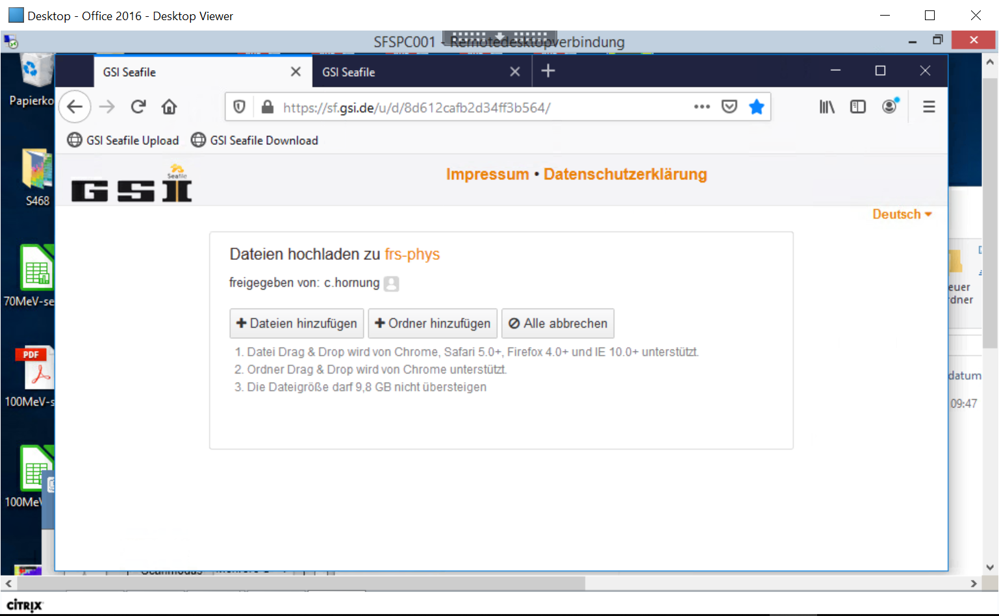 Desktop - Office 2016 - Desktop Viewer
SFSPC001 - Remotedesktopverbindung
GSI Seafile
GSI Seafile
Papierko
https://sf.gsi.de/u/d/8d612cafb2d34ff3b564/
GSI Seafile Upload
GSI Seafile Download
Seafile
GSI
Impressum • Datenschutzerklärung
S468
Deutsch
Dateien hochladen zu frs-phys
freigegeben von: c.hornung
70MeV-se
euer
rdner
Dateien hinzufügen
Ordner hinzufügen
Alle abbrechen
1. Datei Drag & Drop wird von Chrome, Safari 5.0+, Firefox 4.0+ und IE 10.0+ unterstützt.
2. Ordner Drag & Drop wird von Chrome unterstützt.
3. Die Dateigröße darf 9,8 GB nicht übersteigen
PDF
datum
100MeV-s
09:47
100MeV
Scanmodus
CITRIX